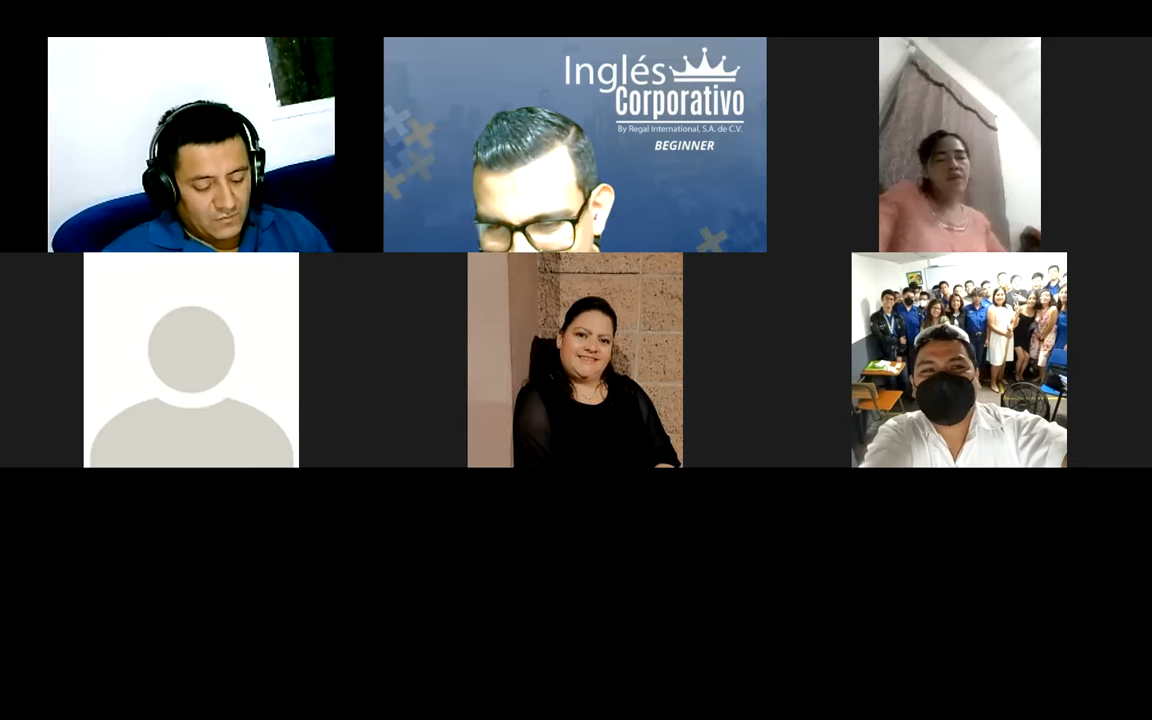 Inglés
Corporativo
By Regal International, S.A. de C.V.
BEGINNER